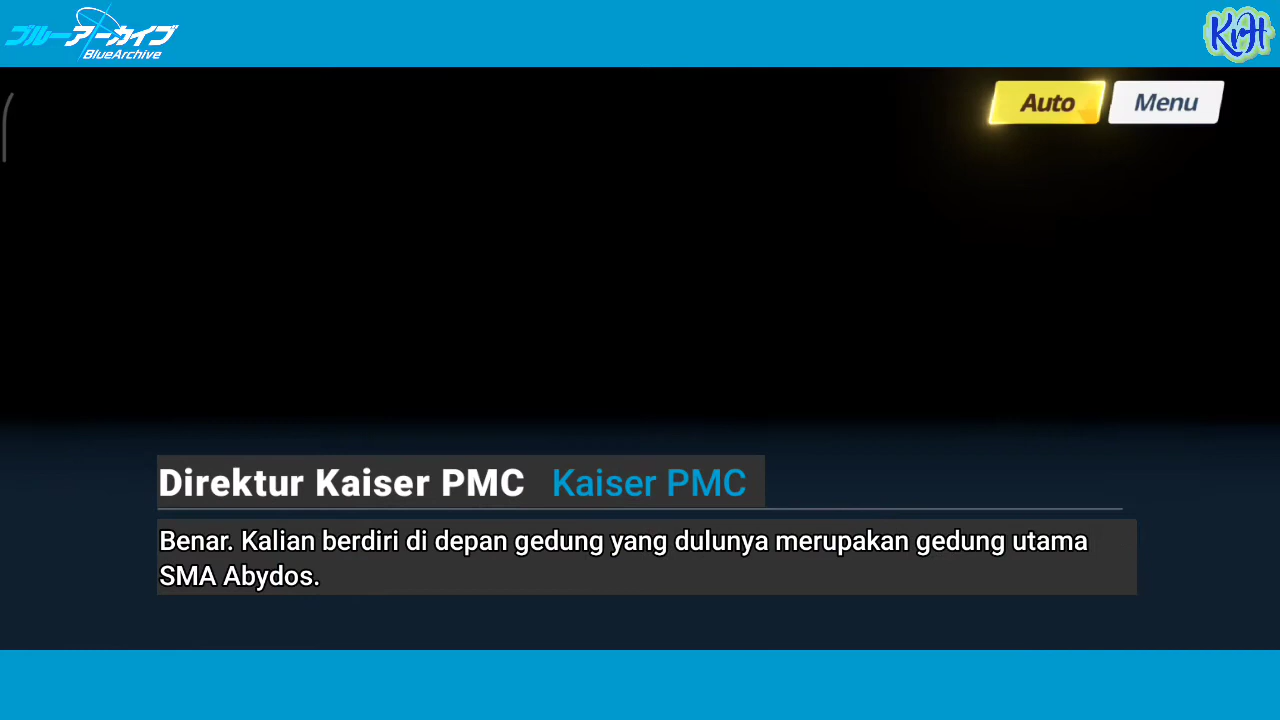 ブルーアーカイブ
BlueArchive
KrH
Auto
Menu
Direktur Kaiser PMC Kaiser PMC
Benar. Kalian berdiri di depan gedung yang dulunya merupakan gedung utama
SMA Abydos.